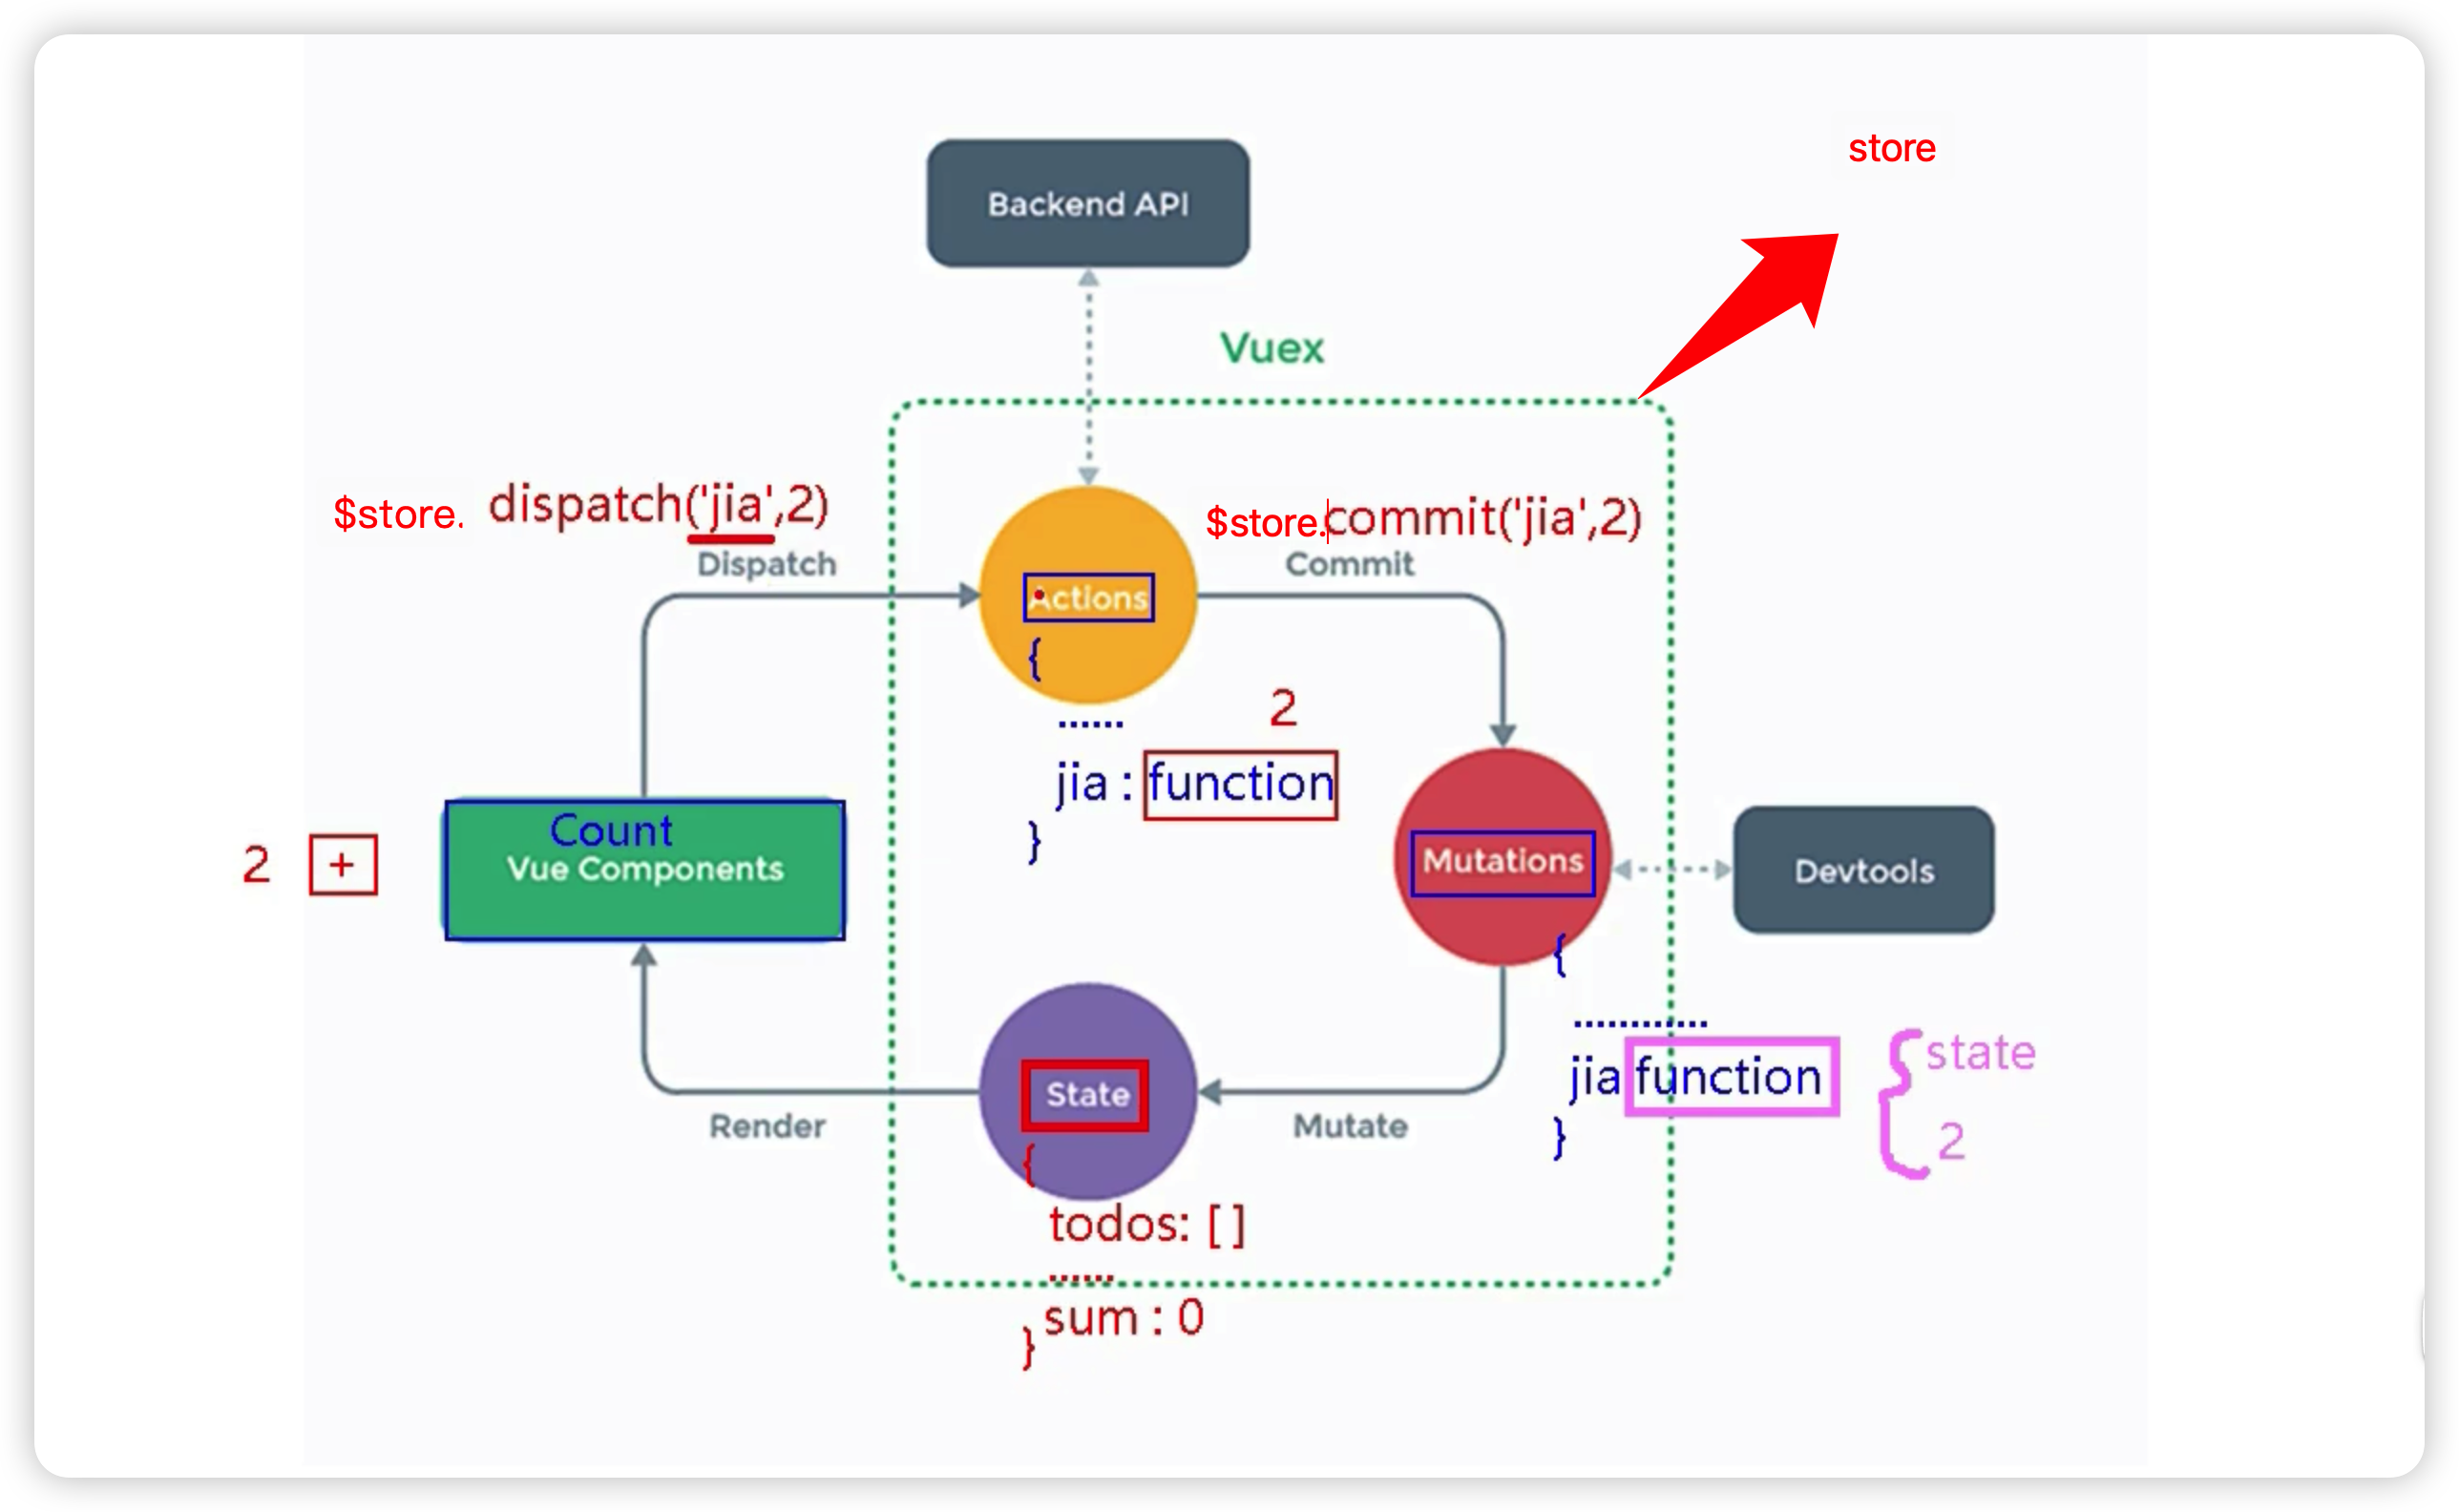 store
Backend API
Vuex
$store. dispatch('jia',2)
$store.commit('jia',2)
Dispatch
Commit
Actions
{
......
2
jia : function
}
Count
Vue Components
2 +
Mutations
Devtools
{
............
jia function
}
state
2
State
Render
Mutate
{
todos: [ ]
......
sum : 0
}